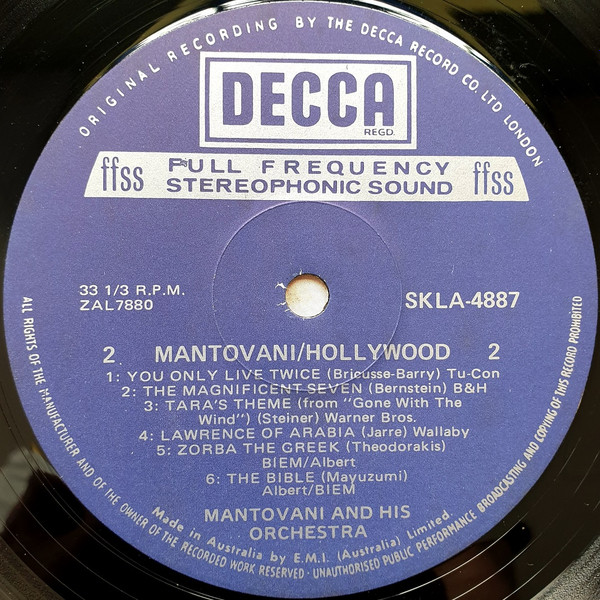 ORIGINAL RECORDING BY THE DECCA RECORD CO. LTD LONDON
DECCA
REGD.
ffss FULL FREQUENCY ffss
STEREOPHONIC SOUND
33 1/3 R.P.M.
ZAL7880
SKLA-4887
2 MANTOVANI/HOLLYWOOD 2
1: YOU ONLY LIVE TWICE (Bricusse-Barry) Tu-Con
2: THE MAGNIFICENT SEVEN (Bernstein) B&H
3: TARA'S THEME (from "Gone With The
Wind") (Steiner) Warner Bros.
4: LAWRENCE OF ARABIA (Jarre) Wallaby
5: ZORBA THE GREEK (Theodorakis)
BIEM/Albert
6: THE BIBLE (Mayuzumi)
Albert/BIEM
MANTOVANI AND HIS
ORCHESTRA
Made in Australia by E.M.I. (Australia) Limited.
ALL RIGHTS OF THE MANUFACTURER AND OF THE OWNER OF THE RECORDED WORK RESERVED · UNAUTHORISED PUBLIC PERFORMANCE BROADCASTING AND COPYING OF THIS RECORD PROHIBITED